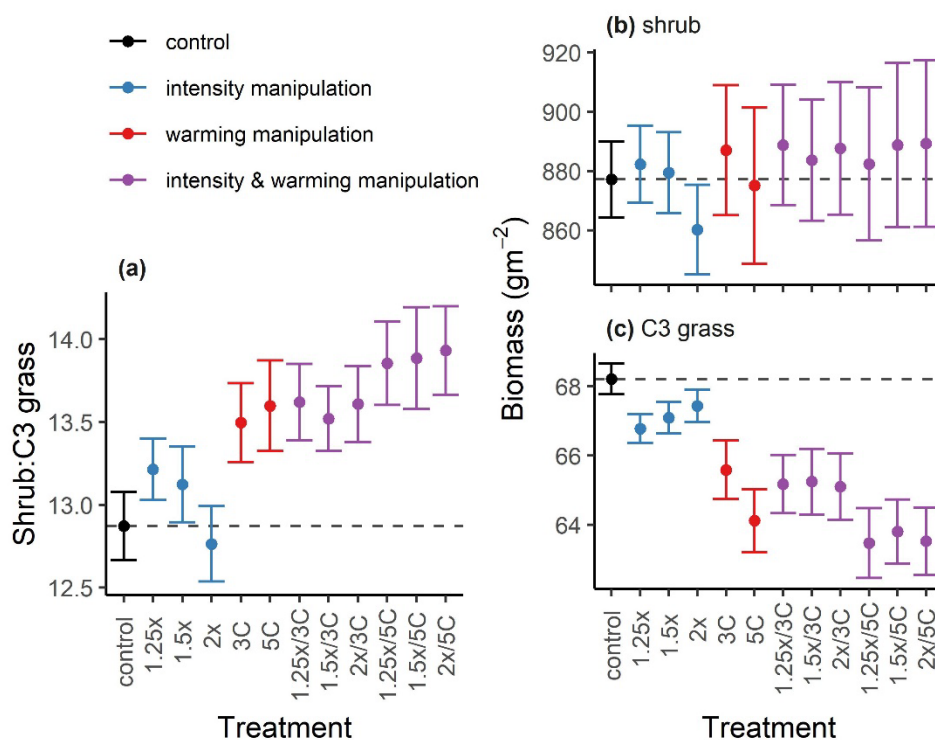 control
intensity manipulation
warming manipulation
intensity & warming manipulation
(a)
Shrub:C3 grass
14.0
13.5
13.0
12.5
control
1.25x
1.5x
2x
3C
5C
1.25x/3C
1.5x/3C
2x/3C
1.25x/5C
1.5x/5C
2x/5C
Treatment
Biomass (gm⁻²)
(b) shrub
920
900
880
860
(c) C3 grass
68
66
64
control
1.25x
1.5x
2x
3C
5C
1.25x/3C
1.5x/3C
2x/3C
1.25x/5C
1.5x/5C
2x/5C
Treatment